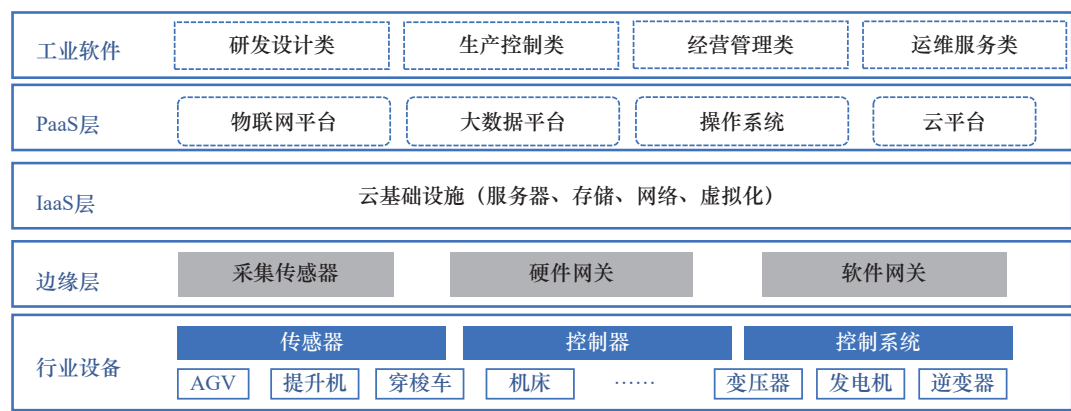 工业软件 研发设计类 生产控制类 经营管理类 运维服务类
PaaS层 物联网平台 大数据平台 操作系统 云平台
IaaS层 云基础设施（服务器、存储、网络、虚拟化）
边缘层 采集传感器 硬件网关 软件网关
传感器 控制器 控制系统
行业设备
AGV 提升机 穿梭车 机床 …… 变压器 发电机 逆变器